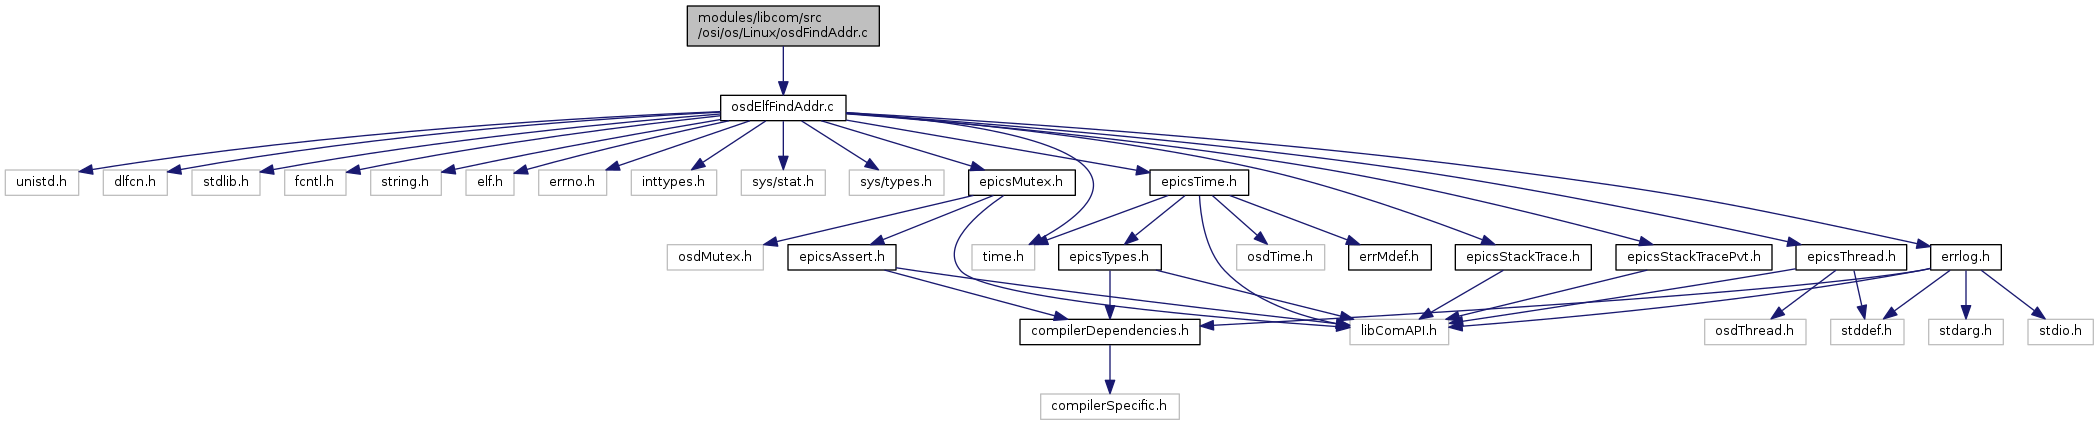 modules/libcom/src
/osi/os/Linux/osdFindAddr.c
osdElfFindAddr.c
unistd.h
dlfcn.h
stdlib.h
fcntl.h
string.h
elf.h
errno.h
inttypes.h
sys/stat.h
sys/types.h
epicsMutex.h
epicsTime.h
osdMutex.h
epicsAssert.h
time.h
epicsTypes.h
osdTime.h
errMdef.h
epicsStackTrace.h
epicsStackTracePvt.h
epicsThread.h
errlog.h
compilerDependencies.h
libComAPI.h
osdThread.h
stddef.h
stdarg.h
stdio.h
compilerSpecific.h